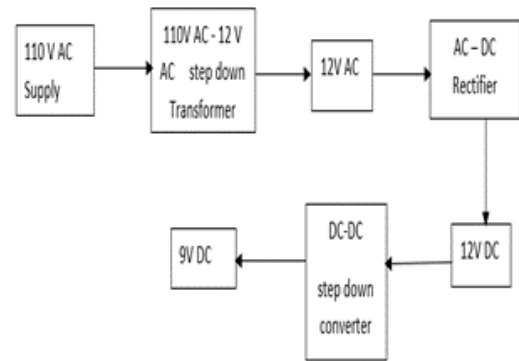 110 V AC
Supply
110V AC - 12 V
AC step down
Transformer
12V AC
AC – DC
Rectifier
12V DC
DC-DC
step down
converter
9V DC